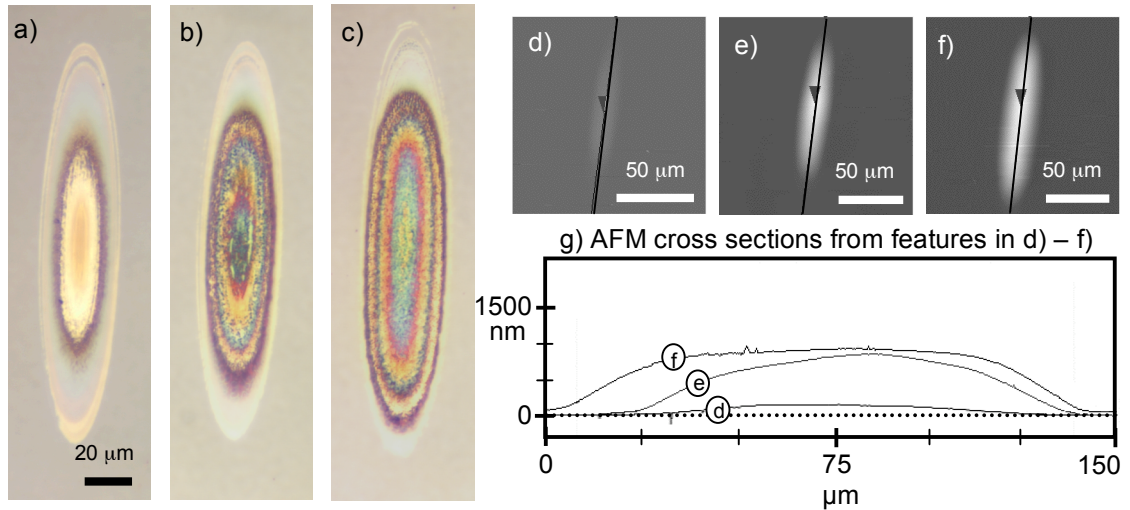 a)
b)
c)
20 μm
d)
e)
f)
50 μm
50 μm
50 μm
g) AFM cross sections from features in d) – f)
1500
nm
0
f
e
d
0
75
150
μm